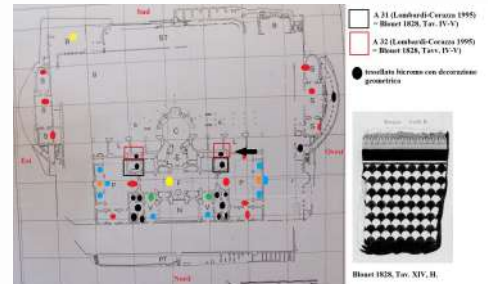 Sud
Est
Ovest
Nord
C
F
N
P
P
V
V
PT
A 31 (Lombardi-Corazza 1995)
= Blouet 1828, Tav. IV-V)
A 32 (Lombardi-Corazza 1995)
= Blouet 1828, Tavv. IV-V)
tessellato bicromo con decorazione
geometrica
Blouet 1828, Tav. XIV, H.